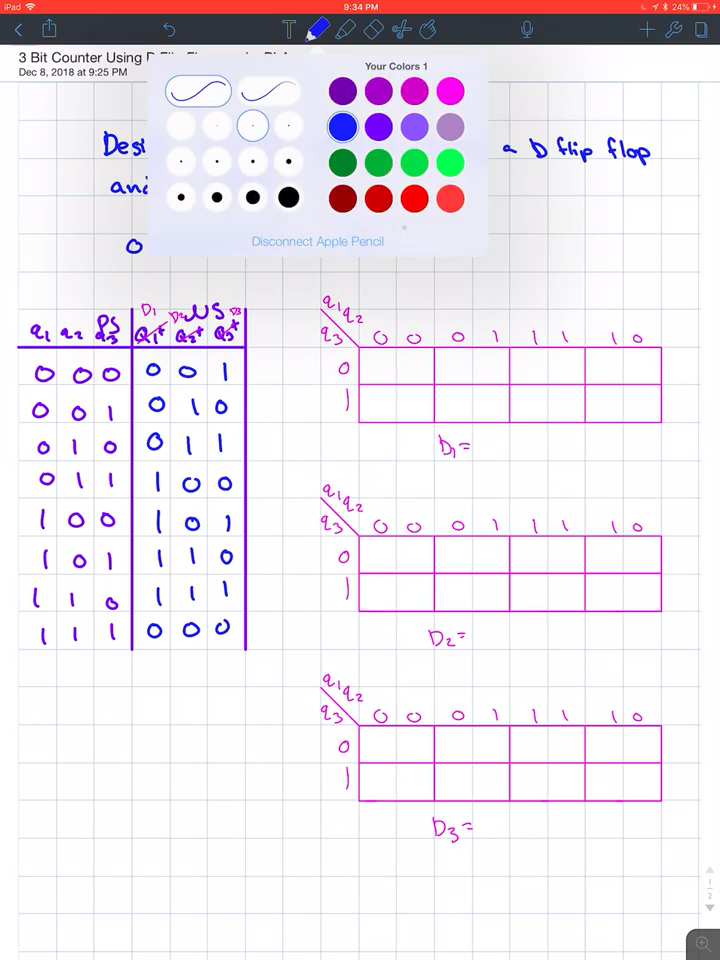 iPad 9:34 PM 24%
T
3 Bit Counter Using D
Dec 8, 2018 at 9:25 PM
Your Colors 1
Disconnect Apple Pencil
a D flip flop
D1 D2 NS D3
PS
q1 q2 q3 Q1+ Q2+ Q3+
0 0 0 0 0 1
0 0 1 0 1 0
0 1 0 0 1 1
0 1 1 1 0 0
1 0 0 1 0 1
1 0 1 1 1 0
1 1 0 1 1 1
1 1 1 0 0 0
q1q2
q3 0 0 0 1 1 1 1 0
0
1
D1=
q1q2
q3 0 0 0 1 1 1 1 0
0
1
D2=
q1q2
q3 0 0 0 1 1 1 1 0
0
1
D3=
1
2